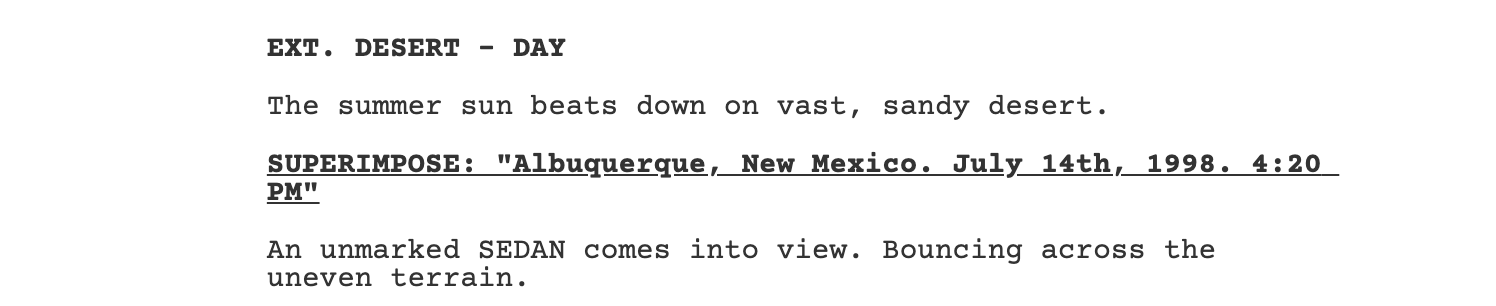 EXT. DESERT - DAY
The summer sun beats down on vast, sandy desert.
SUPERIMPOSE: "Albuquerque, New Mexico. July 14th, 1998. 4:20
PM"
An unmarked SEDAN comes into view. Bouncing across the
uneven terrain.